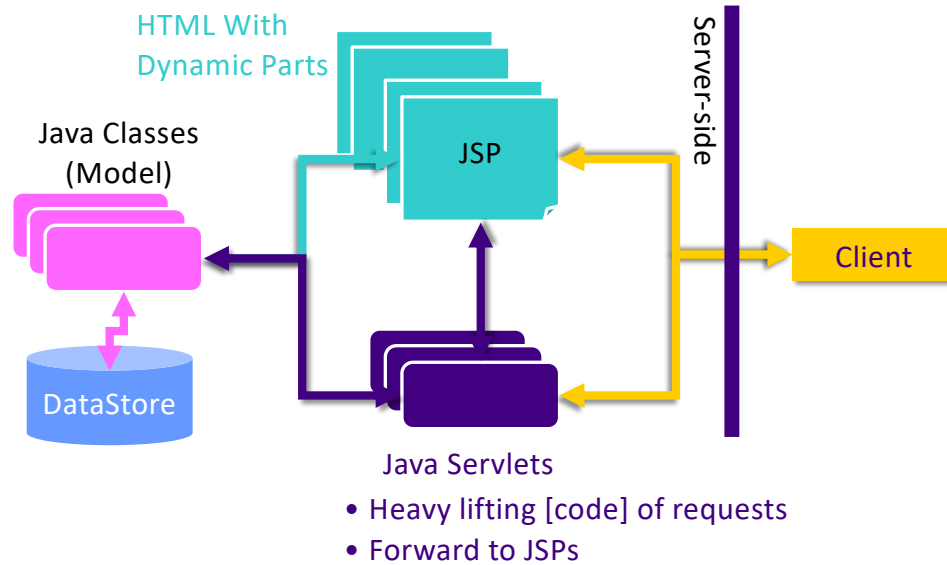 HTML With
Dynamic Parts
Server-side
Java Classes
(Model)
JSP
Client
DataStore
Java Servlets
• Heavy lifting [code] of requests
• Forward to JSPs